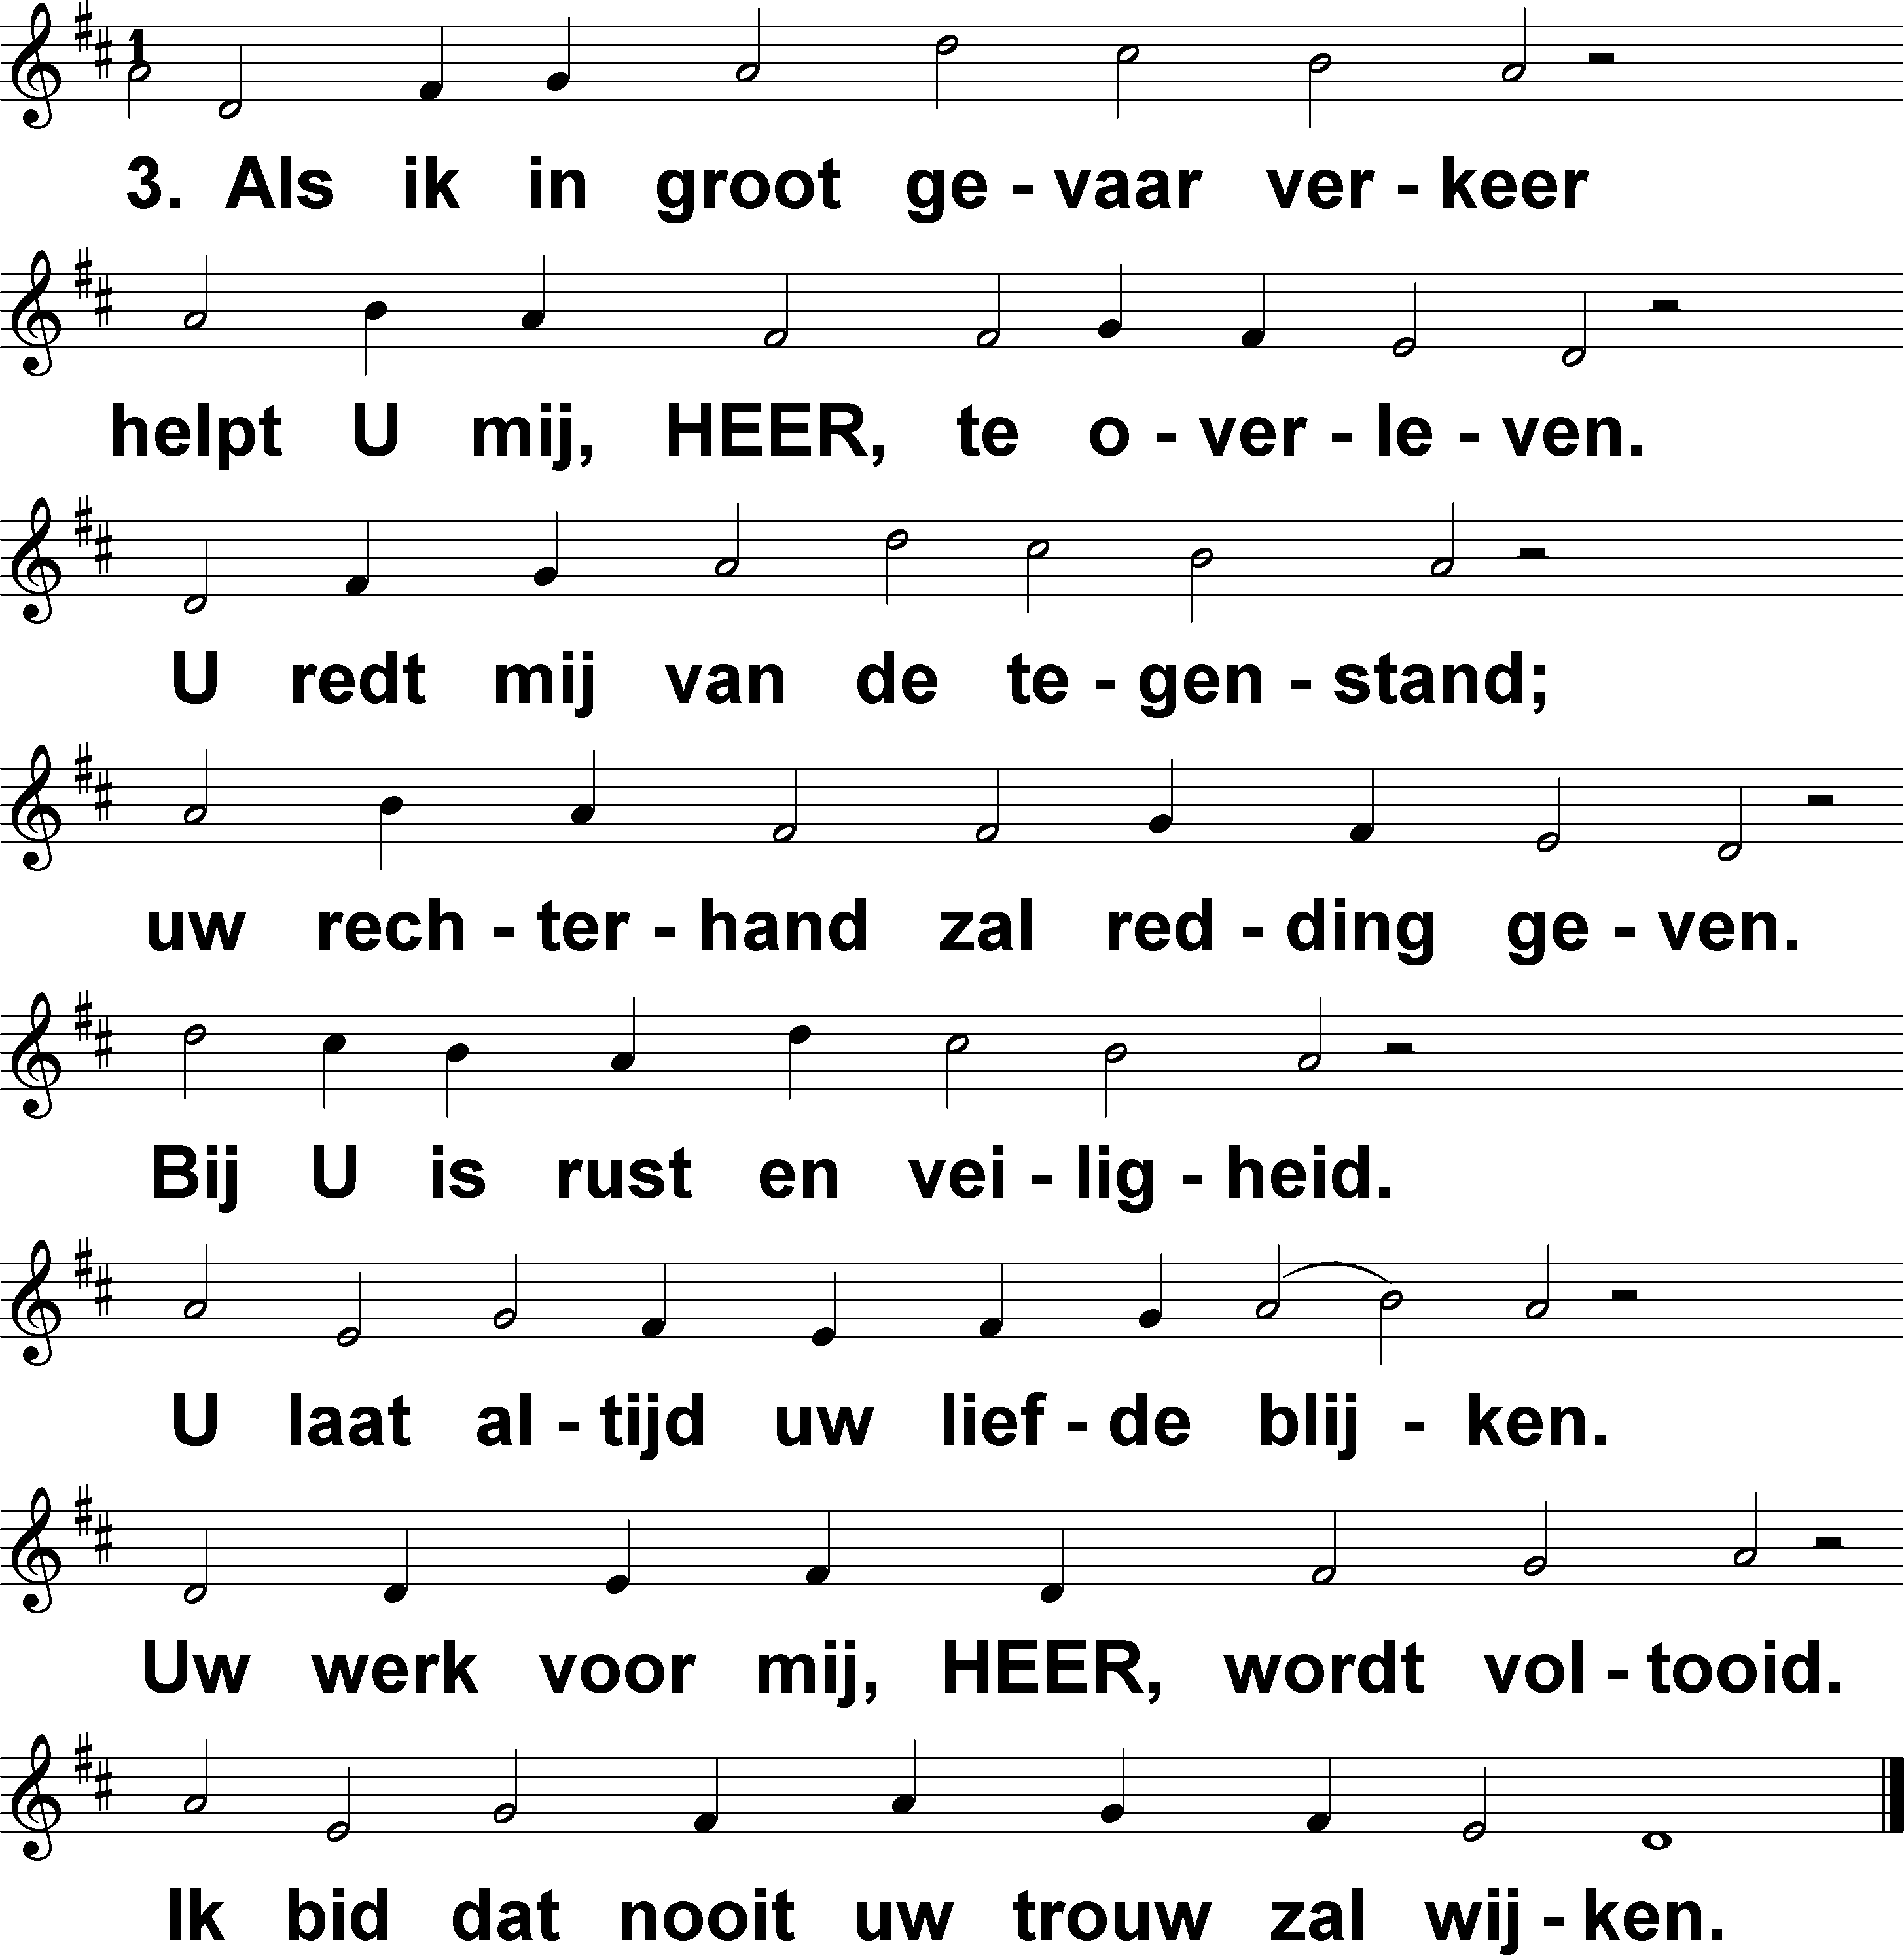 3. Als ik in groot ge - vaar ver - keer
helpt U mij, HEER, te o - ver - le - ven.
U redt mij van de te - gen - stand;
uw rech - ter - hand zal red - ding ge - ven.
Bij U is rust en vei - lig - heid.
U laat al - tijd uw lief - de blij - ken.
Uw werk voor mij, HEER, wordt vol - tooid.
Ik bid dat nooit uw trouw zal wij - ken.